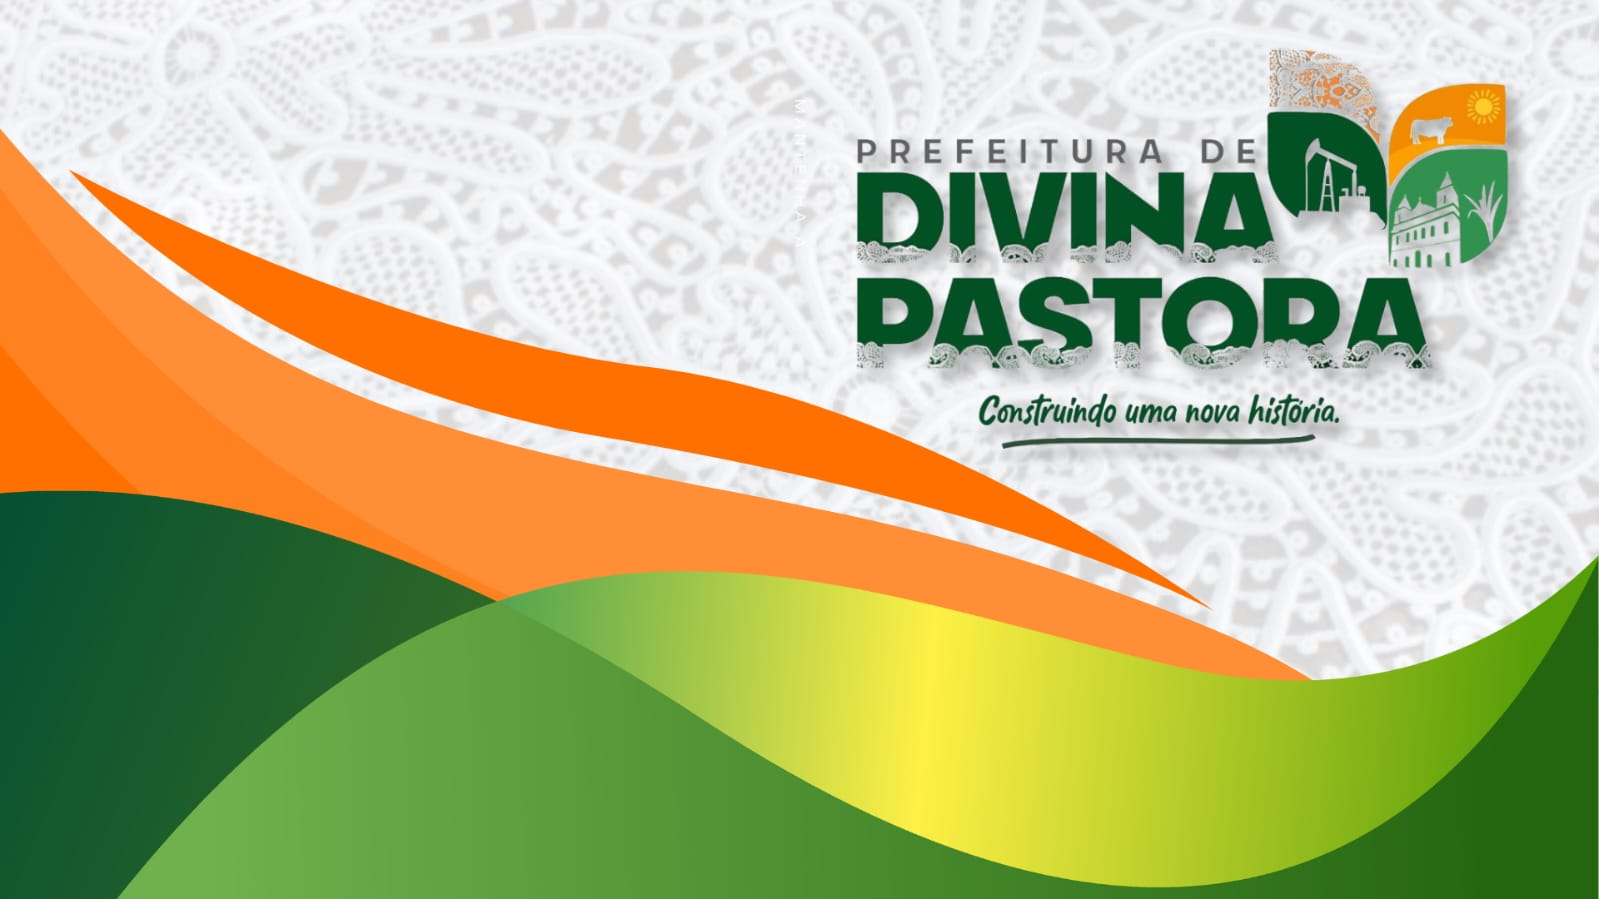 PREFEITURA DE
DIVINA
PASTORA
Construindo uma nova história.